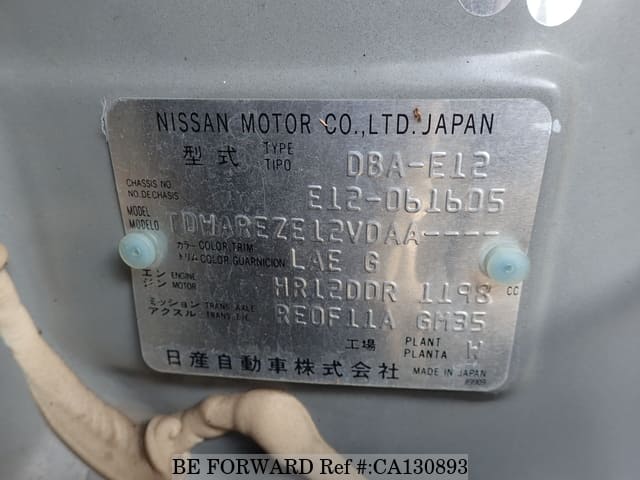 NISSAN MOTOR CO.,LTD. JAPAN
型式 TYPE TIPO DBA-E12
CHASSIS NO. NO. DECHASIS E12-061605
MODEL MODELO TDMAREZE12VDAA----
カラー COLOR,TRIM
トリム COLOR,GUARNICION LAE G
エンジン ENGINE MOTOR HR12DDR 1198 CC
ミッション TRANS. AXLE
アクスル TRANS. EJE RE0F11A GM35
工場 PLANT PLANTA W
日産自動車株式会社 MADE IN JAPAN
BE FORWARD Ref #:CA130893